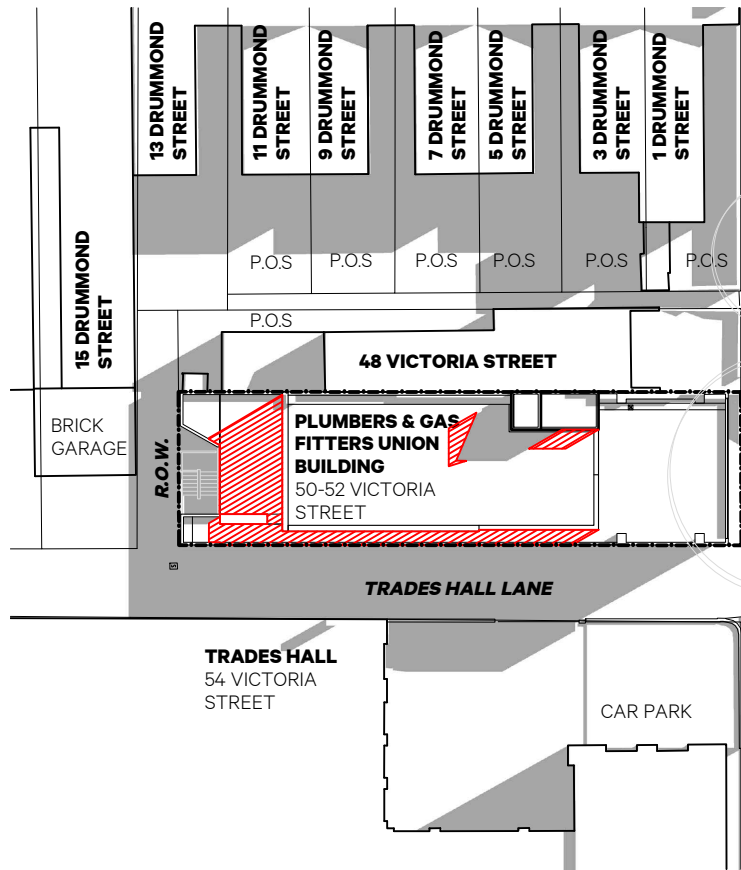 13 DRUMMOND
STREET
11 DRUMMOND
STREET
9 DRUMMOND
STREET
7 DRUMMOND
STREET
5 DRUMMOND
STREET
3 DRUMMOND
STREET
1 DRUMMOND
STREET
15 DRUMMOND
STREET
P.O.S
P.O.S
P.O.S
P.O.S
P.O.S
P.O.S
P.O.S
48 VICTORIA STREET
BRICK
GARAGE
R.O.W.
PLUMBERS & GAS
FITTERS UNION
BUILDING
50-52 VICTORIA
STREET
S
TRADES HALL LANE
TRADES HALL
54 VICTORIA
STREET
CAR PARK